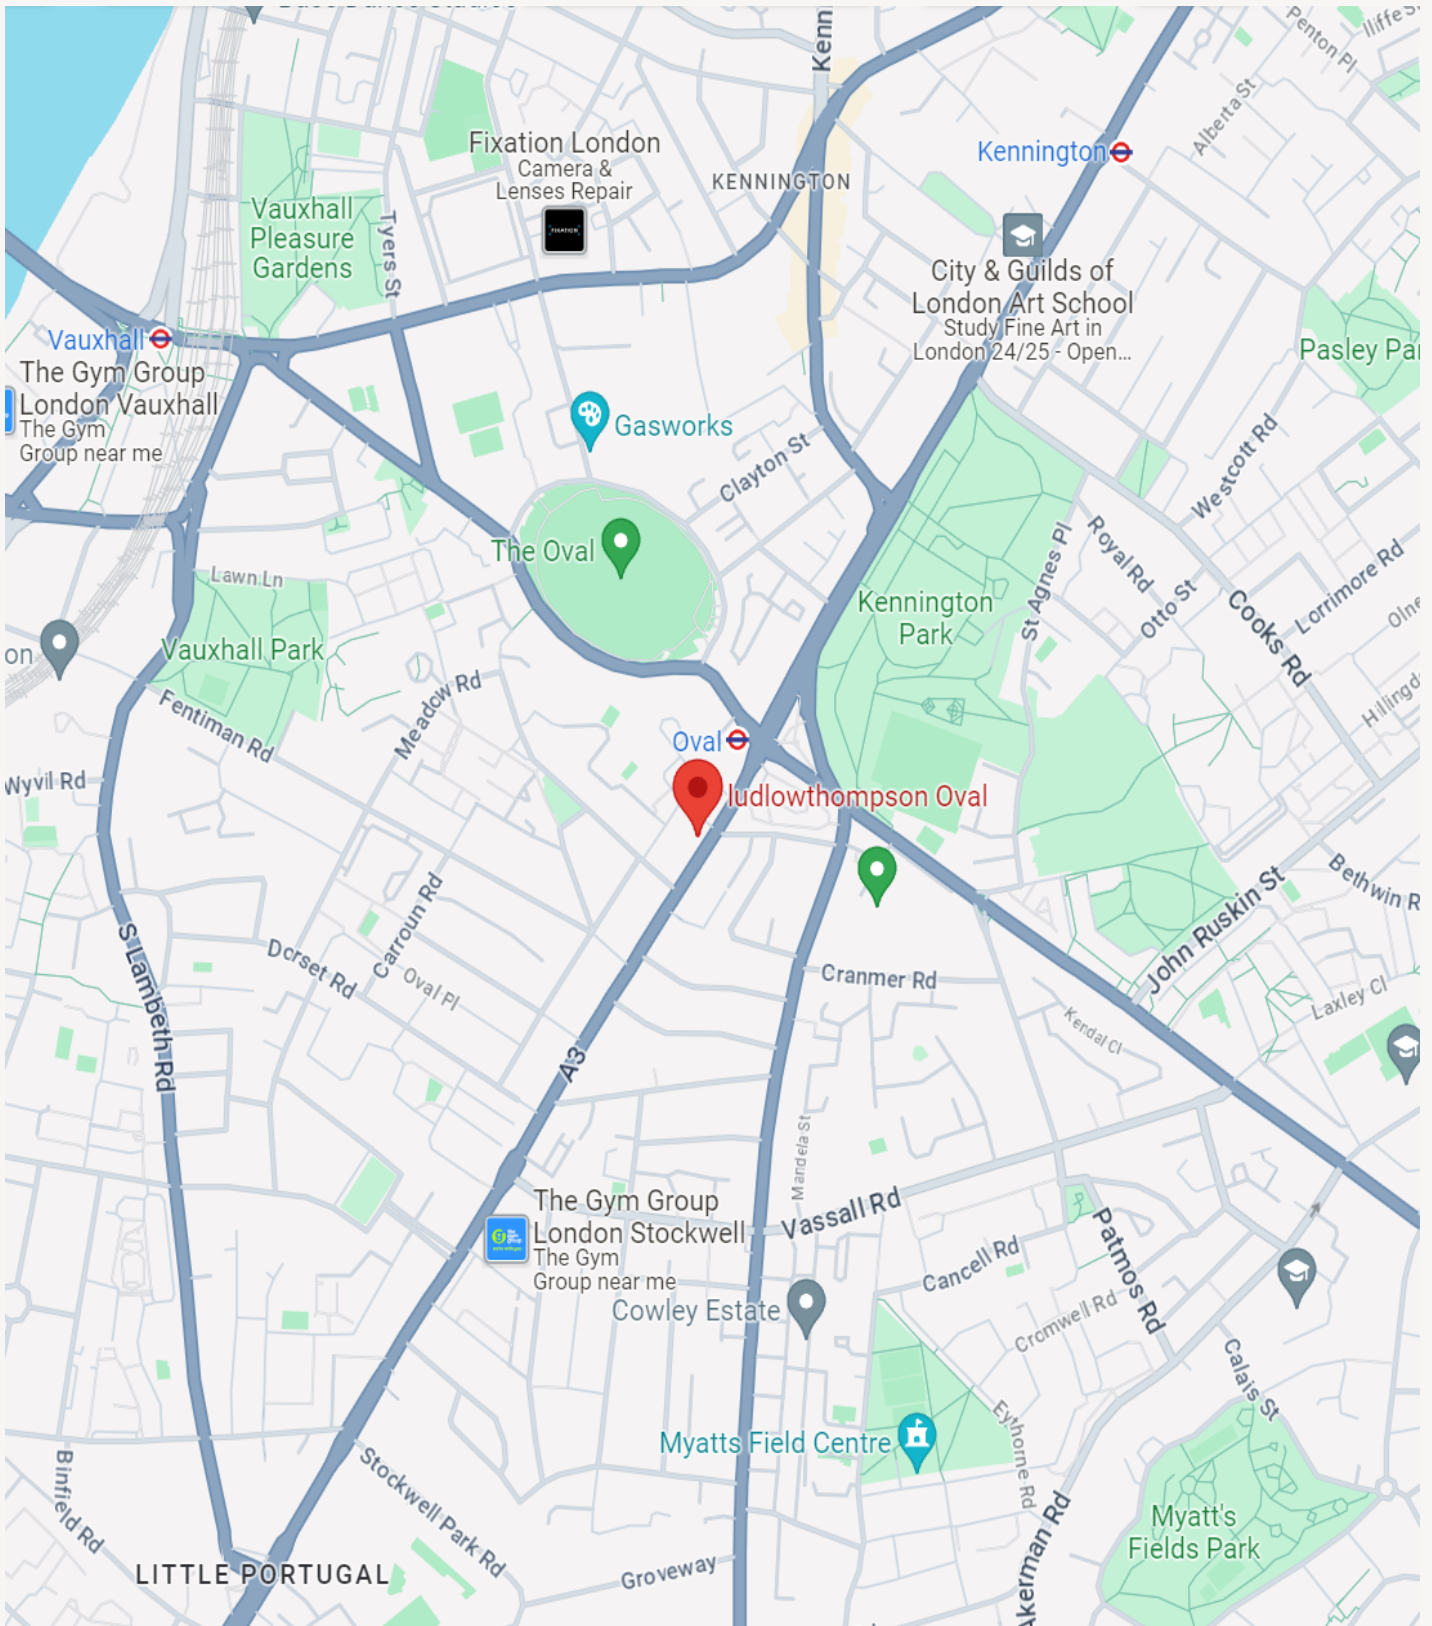 Kenn
Penton Pl
Iliffe S
Alberta St
Fixation London
Camera &
Lenses Repair
FIXATION
KENNINGTON
Kennington
Vauxhall
Pleasure
Gardens
Tyers St
City & Guilds of
London Art School
Study Fine Art in
London 24/25 - Open...
Vauxhall
The Gym Group
London Vauxhall
The Gym
Group near me
Pasley Par
Gasworks
Clayton St
Westcott Rd
The Oval
Royal Rd
St Agnes Pl
Otto St
Lorrimore Rd
Lawn Ln
Kennington
Park
Cooks Rd
Olne
Vauxhall Park
on
Hillingd
Meadow Rd
Fentiman Rd
Oval
Wyvil Rd
ludlowthompson Oval
Bethwin R
John Ruskin St
Carroun Rd
S Lambeth Rd
Dorset Rd
Oval Pl
Cranmer Rd
Laxley Cl
Kendal Cl
A3
Mandela St
The Gym Group
London Stockwell
The Gym
Group near me
Vassall Rd
Cancell Rd
Patmos Rd
Cowley Estate
Cromwell Rd
Calais St
Myatts Field Centre
Eythorne Rd
Binfield Rd
Stockwell Park Rd
Akerman Rd
Myatt's
Fields Park
LITTLE PORTUGAL
Groveway